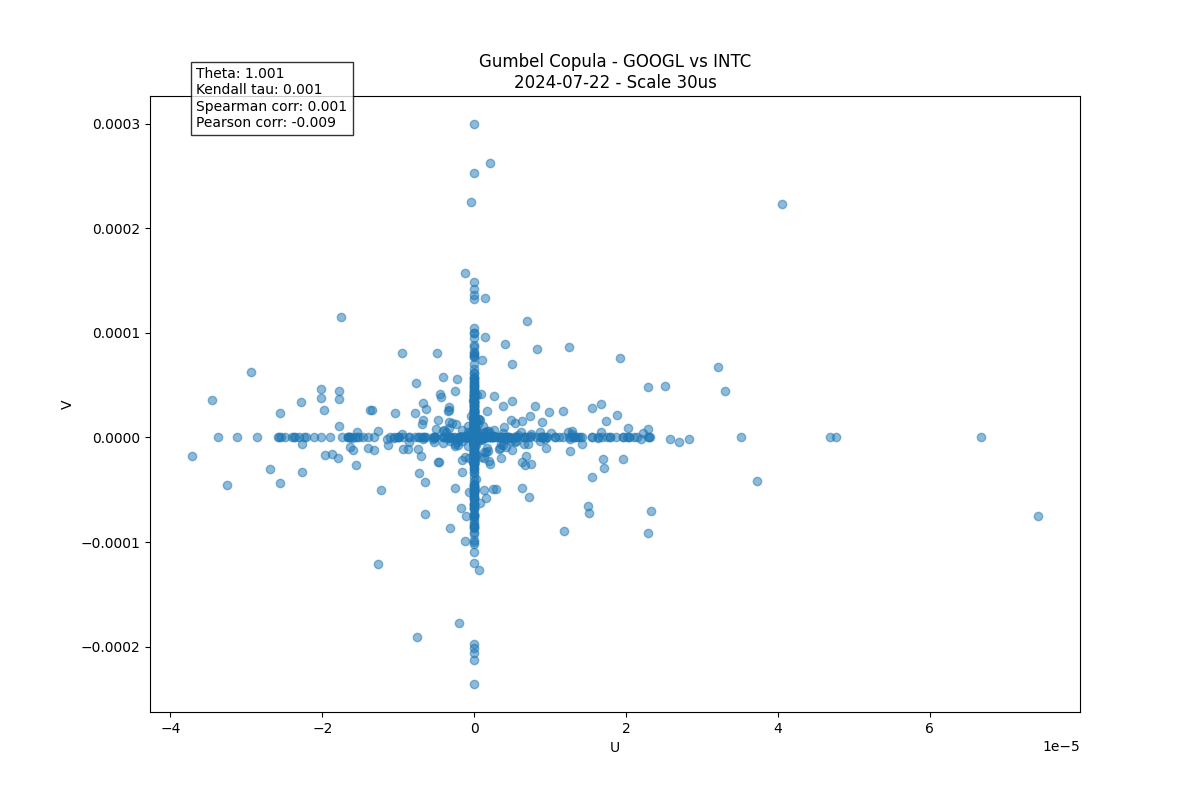 Gumbel Copula - GOOGL vs INTC
2024-07-22 - Scale 30us
Theta: 1.001
Kendall tau: 0.001
Spearman corr: 0.001
Pearson corr: -0.009
0.0003
0.0002
0.0001
0.0000
−0.0001
−0.0002
V
−4
−2
0
2
4
6
1e−5
U